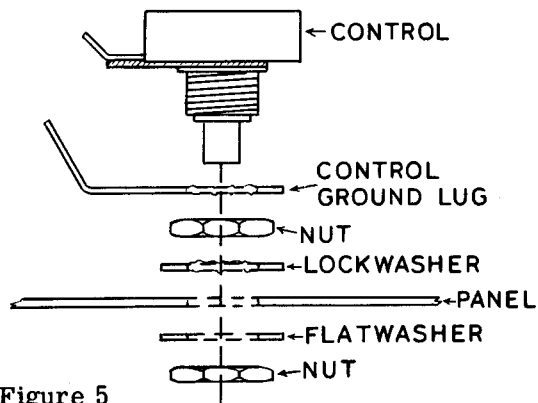 CONTROL
CONTROL
GROUND LUG
NUT
LOCKWASHER
PANEL
FLATWASHER
NUT
Figure 5